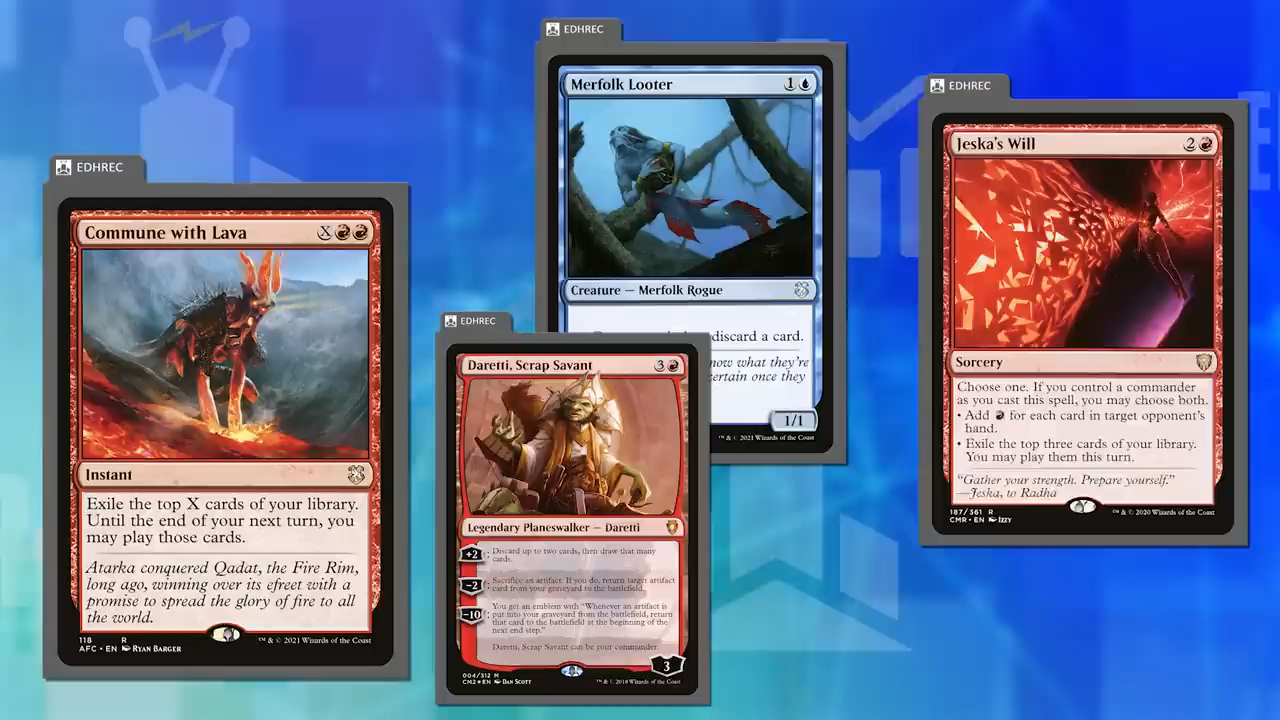 EDHREC
Commune with Lava
X
Instant
Exile the top X cards of your library.
Until the end of your next turn, you
may play those cards.
Atarka conquered Qadat, the Fire Rim,
long ago, winning over its efreet with a
promise to spread the glory of fire to all
the world.
118 R
AFC • EN RYAN BARGER
™ & © 2021 Wizards of the Coast
EDHREC
Merfolk Looter
1
Creature — Merfolk Rogue
discard a card.
now what they're
certain once they
1/1
™ & © 2021 Wizards of the Coast
EDHREC
Daretti, Scrap Savant
3
Legendary Planeswalker — Daretti
+2 : Discard up to two cards, then draw that many
cards.
-2 : Sacrifice an artifact. If you do, return target artifact
card from your graveyard to the battlefield.
-10 : You get an emblem with "Whenever an artifact is
put into your graveyard from the battlefield, return
that card to the battlefield at the beginning of the
next end step."
Daretti, Scrap Savant can be your commander.
3
004/312 M
CM2 ★ EN DAN SCOTT
™ & © 2018 Wizards of the Coast
EDHREC
Jeska's Will
2
Sorcery
Choose one. If you control a commander
as you cast this spell, you may choose both.
• Add for each card in target opponent's
hand.
• Exile the top three cards of your library.
You may play them this turn.
"Gather your strength. Prepare yourself."
—Jeska, to Radha
187/361 R
CMR • EN IZZY
™ & © 2020 Wizards of the Coast